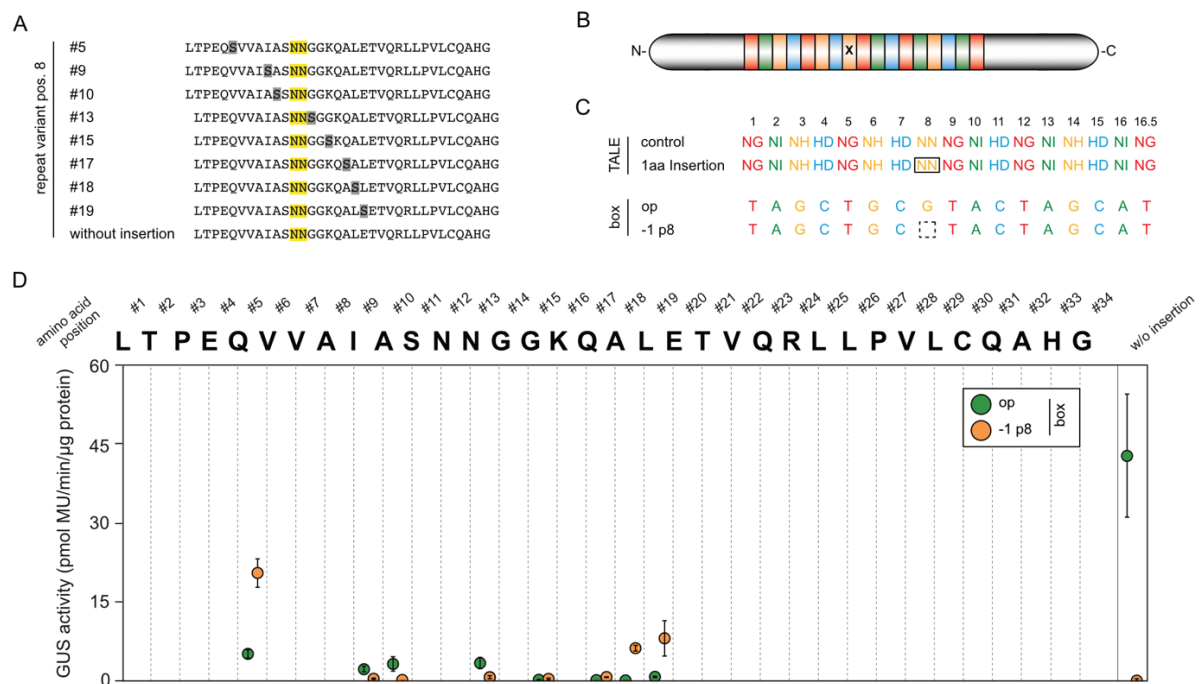 A
repeat variant pos. 8
#5 LTPEQSVVAIASNNGGKQALETVQRLLPVLCQAHG
#9 LTPEQVVAISASNNGGKQALETVQRLLPVLCQAHG
#10 LTPEQVVAIASSNNGGKQALETVQRLLPVLCQAHG
#13 LTPEQVVAIASNNSGGKQALETVQRLLPVLCQAHG
#15 LTPEQVVAIASNNGGSKQALETVQRLLPVLCQAHG
#17 LTPEQVVAIASNNGGKQSALETVQRLLPVLCQAHG
#18 LTPEQVVAIASNNGGKQASLETVQRLLPVLCQAHG
#19 LTPEQVVAIASNNGGKQALSETVQRLLPVLCQAHG
without insertion LTPEQVVAIASNNGGKQALETVQRLLPVLCQAHG
B
N- X -C
C
1 2 3 4 5 6 7 8 9 10 11 12 13 14 15 16 16.5
TALE
control NG NI NH HD NG NH HD NN NG NI HD NG NI NH HD NI NG
1aa Insertion NG NI NH HD NG NH HD NN NG NI HD NG NI NH HD NI NG
box
op T A G C T G C G T A C T A G C A T
-1 p8 T A G C T G C T A C T A G C A T
D
amino acid position
#1 #2 #3 #4 #5 #6 #7 #8 #9 #10 #11 #12 #13 #14 #15 #16 #17 #18 #19 #20 #21 #22 #23 #24 #25 #26 #27 #28 #29 #30 #31 #32 #33 #34
w/o insertion
L T P E Q V V A I A S N N G G K Q A L E T V Q R L L P V L C Q A H G
GUS activity (pmol MU/min/µg protein)
60
45
30
15
0
op
-1 p8
box